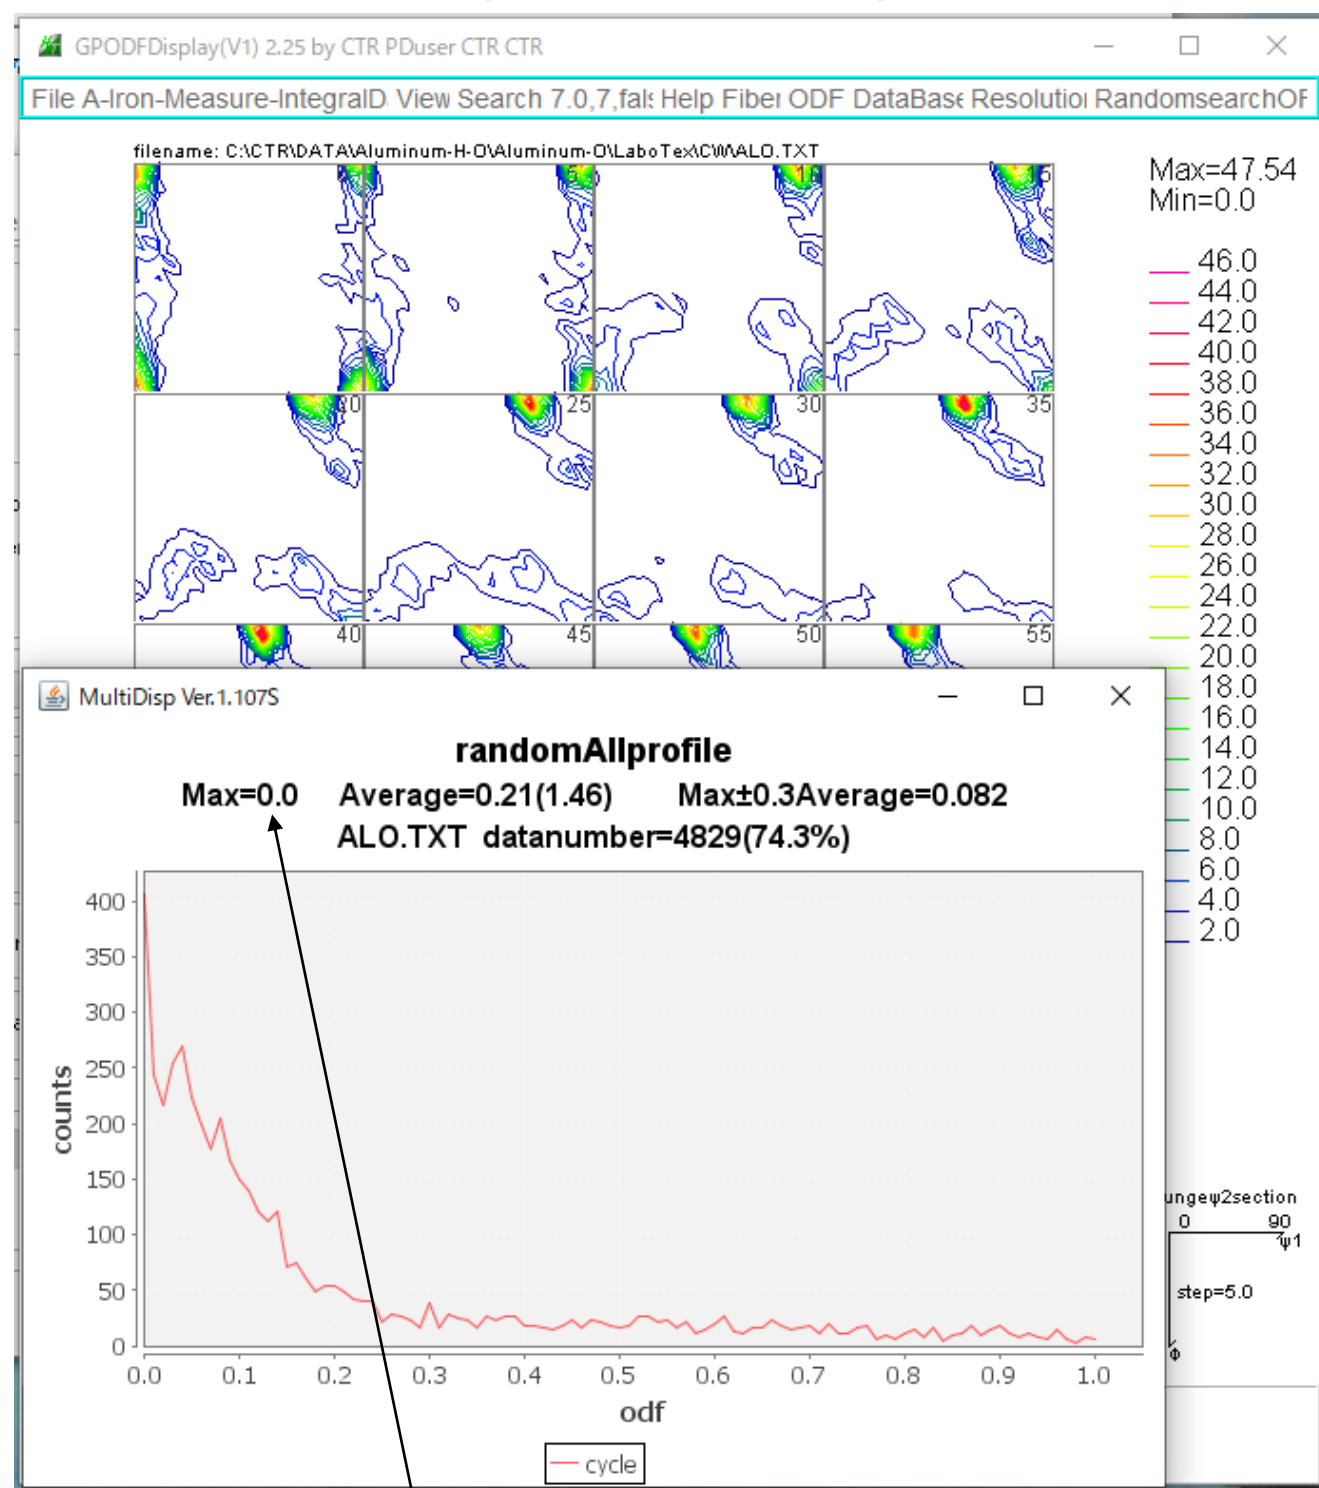 GPODFDisplay(V1) 2.25 by CTR PDuser CTR CTR
File A-Iron-Measure-IntegralD View Search 7.0,7,fals Help Fiber ODF DataBase Resolution RandomsearchOF
filename: C:\CTR\DATA\Aluminum-H-O\Aluminum-O\LaboTex\CW\ALO.TXT
Max=47.54
Min=0.0
5 10 15
20 25 30 35
40 45 50 55
46.0
44.0
42.0
40.0
38.0
36.0
34.0
32.0
30.0
28.0
26.0
24.0
22.0
20.0
18.0
16.0
14.0
12.0
10.0
8.0
6.0
4.0
2.0
MultiDisp Ver.1.107S
randomAllprofile
Max=0.0 Average=0.21(1.46) Max±0.3Average=0.082
ALO.TXT datanumber=4829(74.3%)
counts
400
350
300
250
200
150
100
50
0
0.0 0.1 0.2 0.3 0.4 0.5 0.6 0.7 0.8 0.9 1.0
odf
cycle
ungeψ2section
0 90
ψ1
step=5.0
Φ